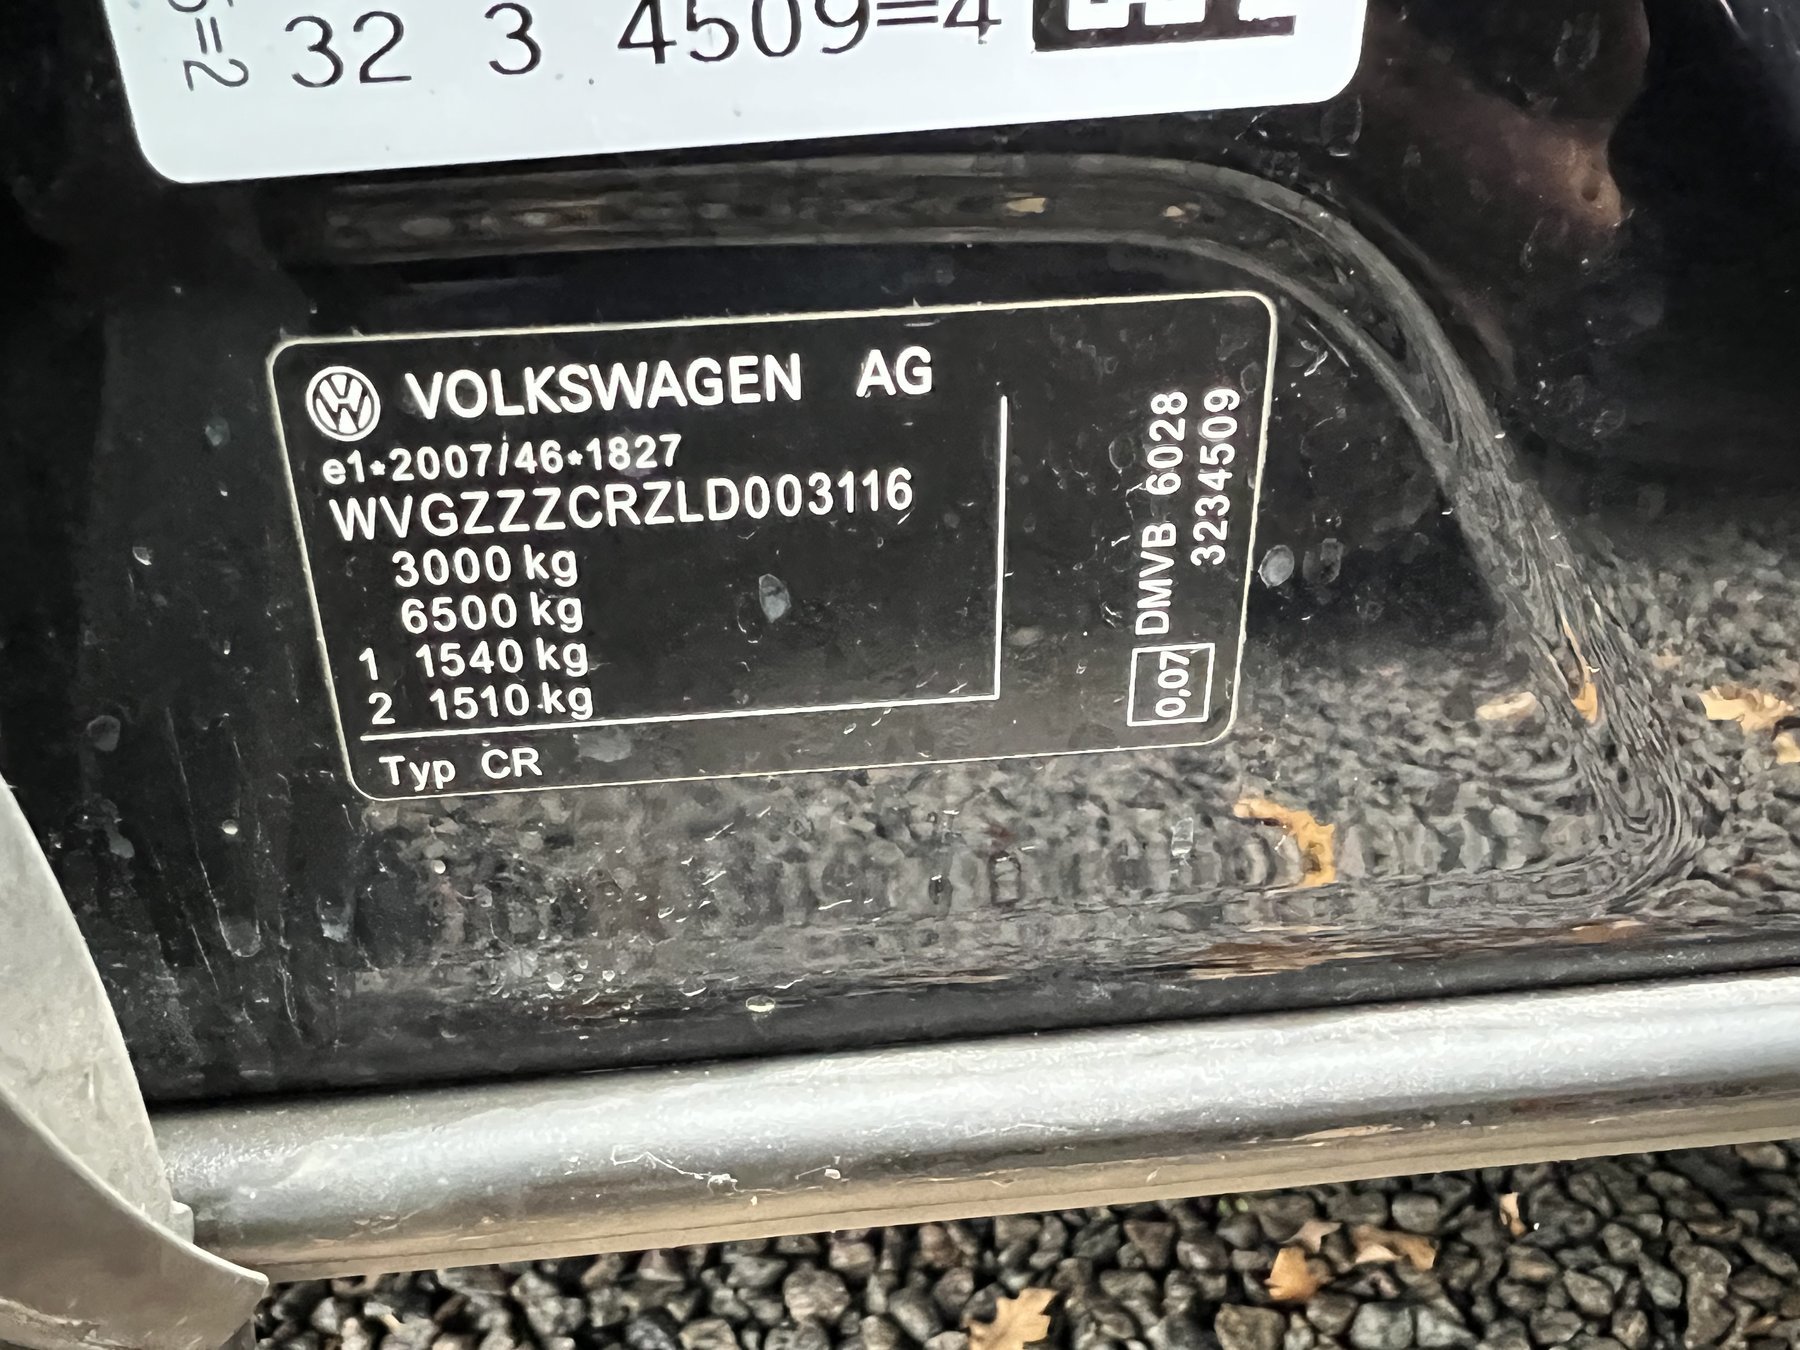 32 3 4509=4
VOLKSWAGEN AG
e1*2007/46*1827
WVGZZZCRZLD003116
3000 kg
6500 kg
1 1540 kg
2 1510 kg
Typ CR
0,07 DMVB 6028
3234509